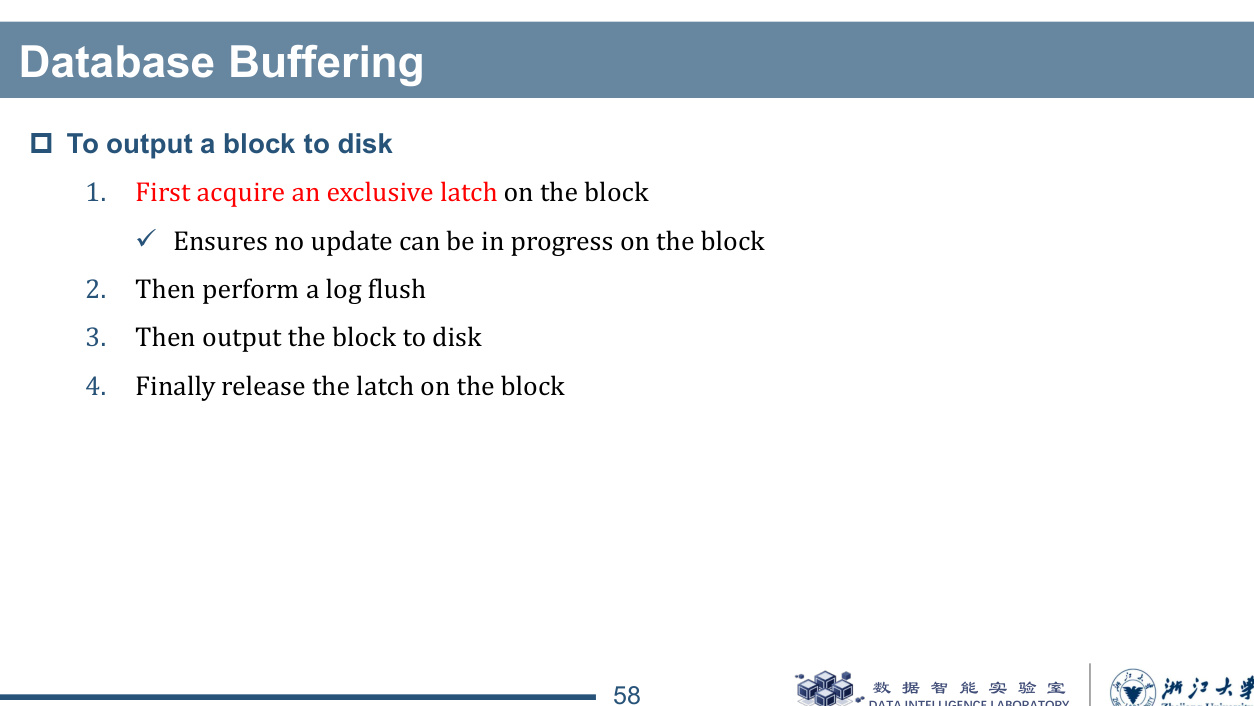 Database Buffering
To output a block to disk
1. First acquire an exclusive latch on the block
✓ Ensures no update can be in progress on the block
2. Then perform a log flush
3. Then output the block to disk
4. Finally release the latch on the block
58
数据智能实验室
DATA INTELLIGENCE LABORATORY
浙江大学